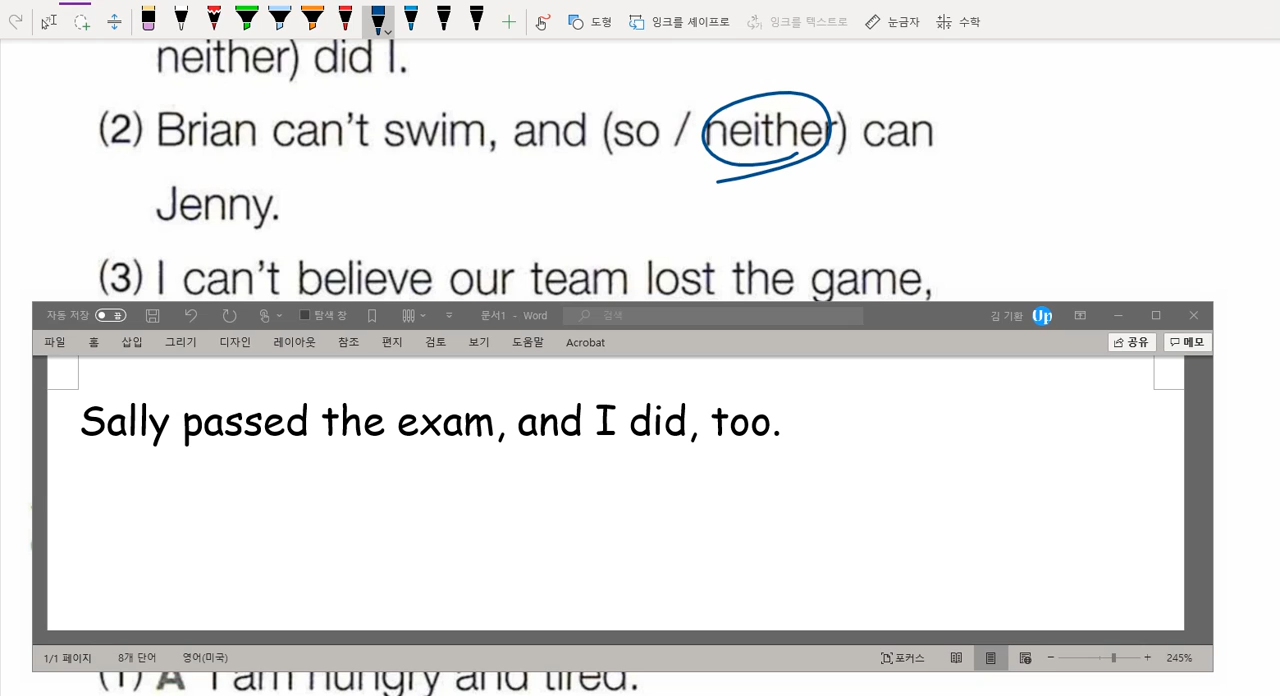 도형
잉크를 셰이프로
잉크를 텍스트로
눈금자
수학
neither) did I.
(2) Brian can't swim, and (so / neither) can
Jenny.
(3) I can't believe our team lost the game,
자동 저장
끔
탐색 창
문서1 - Word
검색
김 기환
Up
파일 홈 삽입 그리기 디자인 레이아웃 참조 편지 검토 보기 도움말 Acrobat
공유
메모
Sally passed the exam, and I did, too.
1/1 페이지 8개 단어 영어(미국)
포커스
245%
(1) A I am hungry and tired.